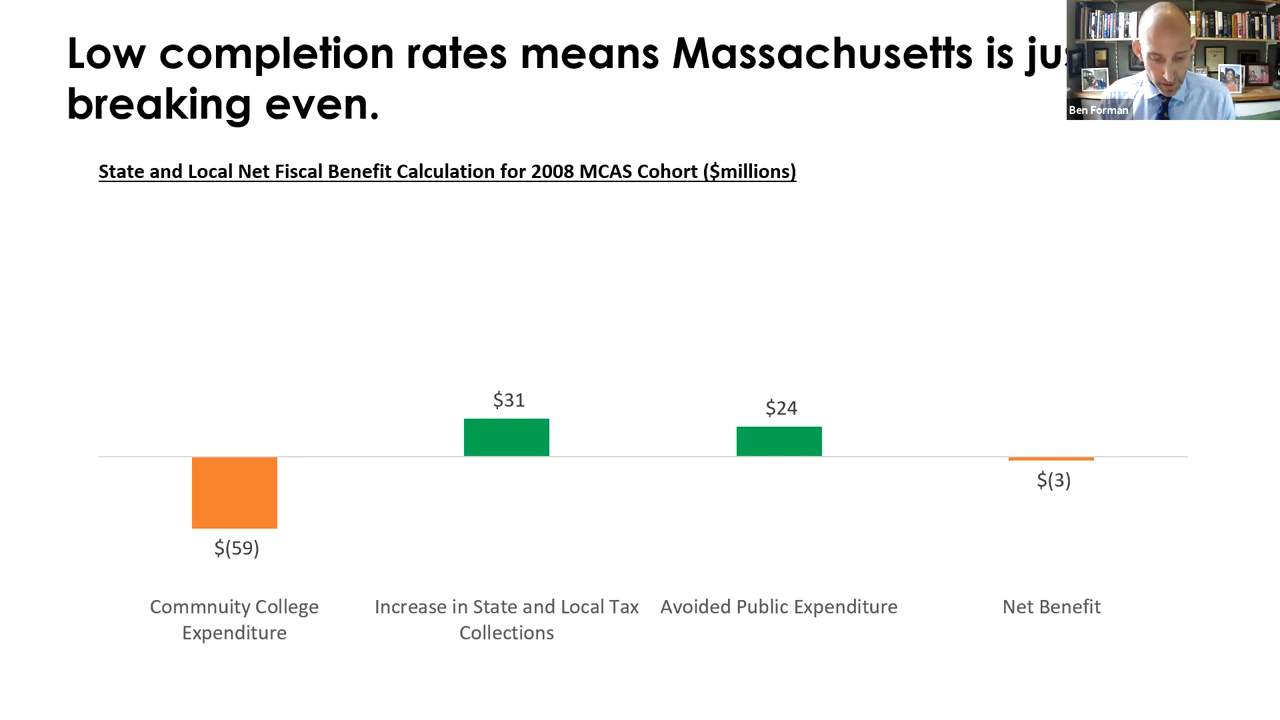 Low completion rates means Massachusetts is
breaking even.
Ben Forman
State and Local Net Fiscal Benefit Calculation for 2008 MCAS Cohort ($millions)
$31
$24
$(3)
$(59)
Commnuity College
Expenditure
Increase in State and Local Tax
Collections
Avoided Public Expenditure
Net Benefit